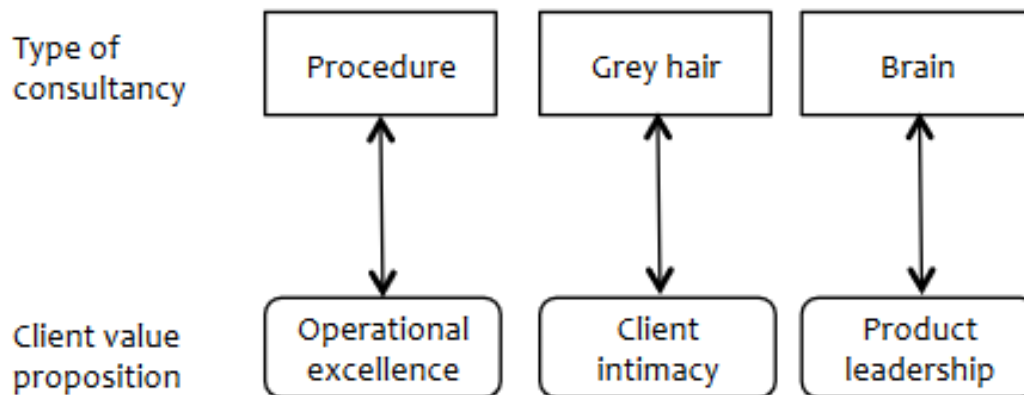 Type of
consultancy
Procedure
Grey hair
Brain
Client value
proposition
Operational
excellence
Client
intimacy
Product
leadership